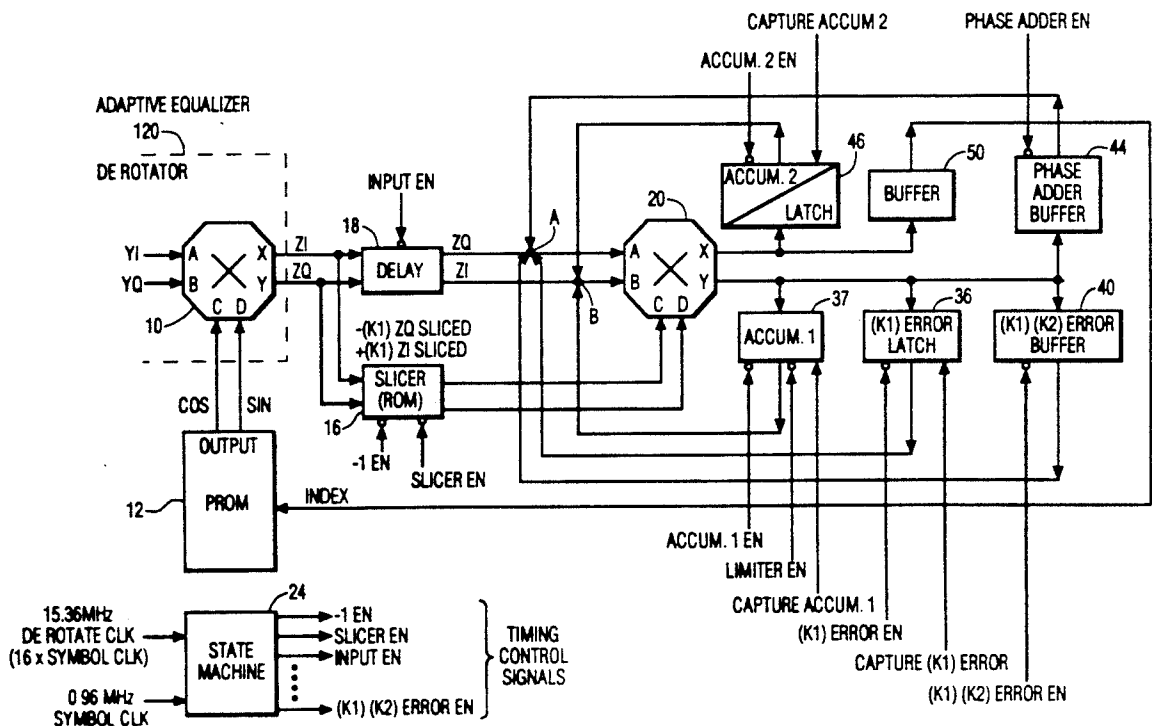 CAPTURE ACCUM 2
PHASE ADDER EN
ACCUM. 2 EN
ADAPTIVE EQUALIZER
120
DE ROTATOR
INPUT EN
46
50
44
ACCUM. 2
LATCH
BUFFER
PHASE
ADDER
BUFFER
20
18
A
YI
A
X
ZI
DELAY
ZQ
A
X
YQ
B
Y
ZQ
ZI
B
Y
C
D
B
C
D
10
37
36
40
-(K1) ZQ SLICED
+(K1) ZI SLICED
ACCUM. 1
(K1) ERROR
LATCH
(K1) (K2) ERROR
BUFFER
SLICER
(ROM)
COS
SIN
16
-1 EN
SLICER EN
OUTPUT
PROM
12
INDEX
ACCUM. 1 EN
LIMITER EN
CAPTURE ACCUM. 1
(K1) ERROR EN
CAPTURE (K1) ERROR
(K1) (K2) ERROR EN
24
15.36MHz
DE ROTATE CLK
(16 x SYMBOL CLK)
0 96 MHz
SYMBOL CLK
STATE
MACHINE
-1 EN
SLICER EN
INPUT EN
(K1) (K2) ERROR EN
TIMING
CONTROL
SIGNALS